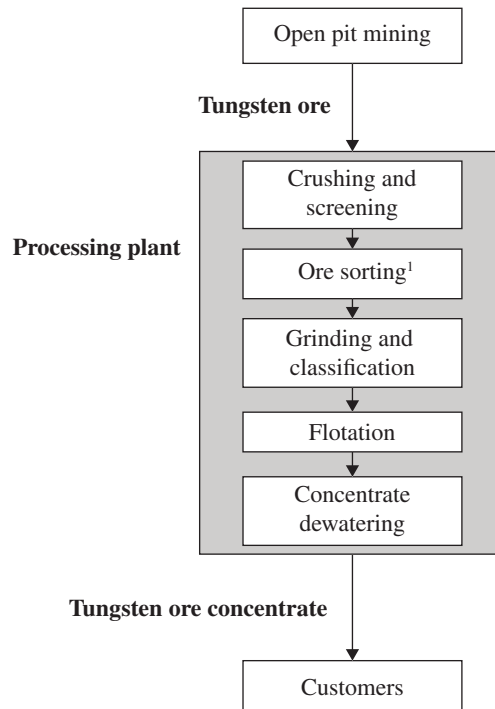 Open pit mining
Tungsten ore
Crushing and
screening
Processing plant
Ore sorting¹
Grinding and
classification
Flotation
Concentrate
dewatering
Tungsten ore concentrate
Customers